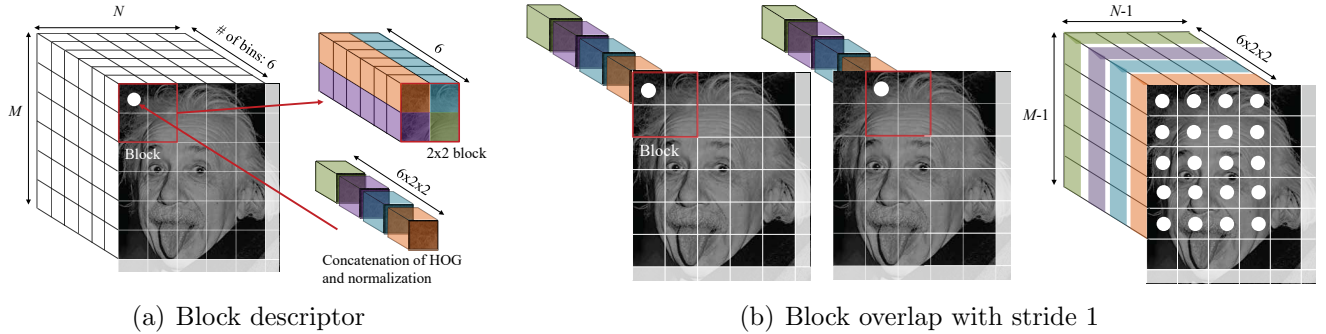 N
# of bins: 6
M
Block
6
2x2 block
6x2x2
Concatenation of HOG
and normalization
(a) Block descriptor
Block
N-1
6x2x2
M-1
(b) Block overlap with stride 1